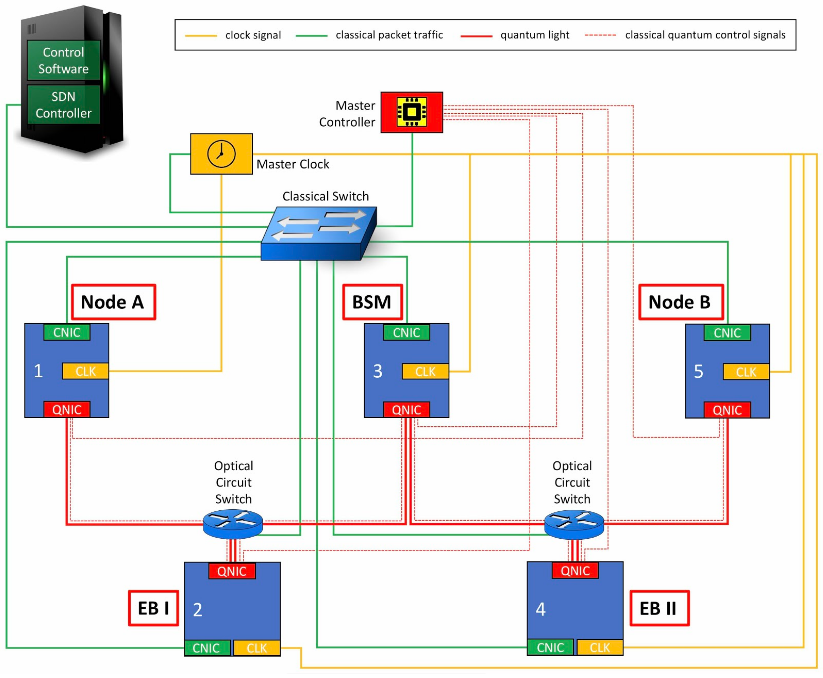 clock signal
classical packet traffic
quantum light
classical quantum control signals
Control
Software
SDN
Controller
Master
Controller
Master Clock
Classical Switch
Node A
BSM
Node B
CNIC
CNIC
CNIC
1
CLK
3
CLK
5
CLK
QNIC
QNIC
QNIC
Optical
Circuit
Switch
Optical
Circuit
Switch
QNIC
QNIC
EB I
2
4
EB II
CNIC
CLK
CNIC
CLK